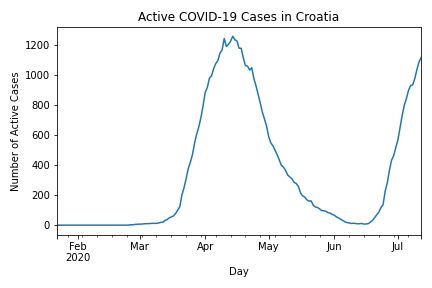 Active COVID-19 Cases in Croatia
Number of Active Cases
1200
1000
800
600
400
200
0
Feb
2020
Mar
Apr
May
Jun
Jul
Day